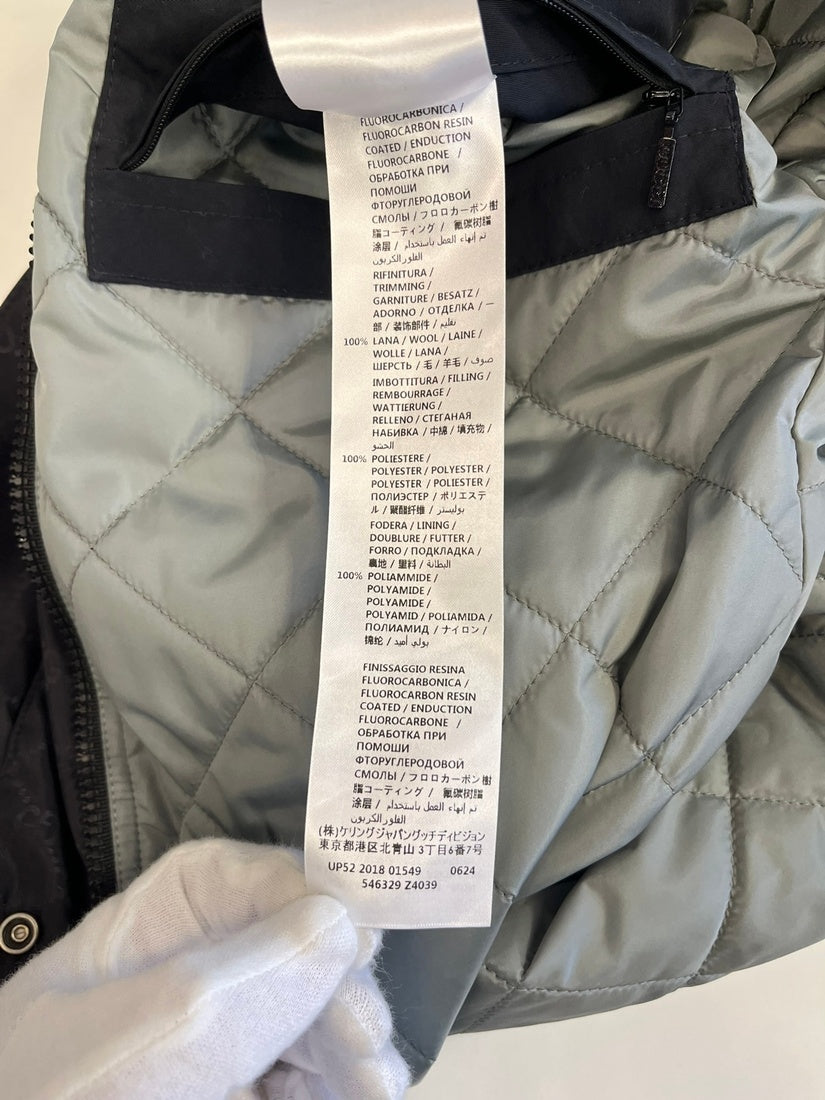 FLUOROCARBONICA /
FLUOROCARBON RESIN
COATED / ENDUCTION
FLUOROCARBONE /
ОБРАБОТКА ПРИ
ПОМОШИ
ФТОРУГЛЕРОДОВОЙ
СМОЛЫ / フロロカーボン樹
脂コーティング / 氟碳树脂
涂层 / تم إنهاء العمل باستخدام
الفلور الكربون
RIFINITURA /
TRIMMING /
GARNITURE / BESATZ /
ADORNO / ОТДЕЛКА / 一
部 / 装饰部件 / تقليم
100% LANA / WOOL / LAINE /
WOLLE / LANA /
ШЕРСТЬ / 毛 / 羊毛 / صوف
IMBOTTITURA / FILLING /
REMBOURRAGE /
WATTIERUNG /
RELLENO / СТЕГАНАЯ
НАБИВКА / 中綿 / 填充物 /
الحشو
100% POLIESTERE /
POLYESTER / POLYESTER /
POLYESTER / POLIESTER /
ПОЛИЭСТЕР / ポリエステ
ル / 聚酯纤维 / بوليستر
FODERA / LINING /
DOUBLURE / FUTTER /
FORRO / ПОДКЛАДКА /
裏地 / 里料 / البطانة
100% POLIAMMIDE /
POLYAMIDE /
POLYAMIDE /
POLYAMID / POLIAMIDA /
ПОЛИАМИД / ナイロン /
锦纶 / بولي أميد
FINISSAGGIO RESINA
FLUOROCARBONICA /
FLUOROCARBON RESIN
COATED / ENDUCTION
FLUOROCARBONE /
ОБРАБОТКА ПРИ
ПОМОШИ
ФТОРУГЛЕРОДОВОЙ
СМОЛЫ / フロロカーボン樹
脂コーティング / 氟碳树脂
涂层 / تم إنهاء العمل باستخدام
الفلور الكربون
(株)ケリングジャパングッチディビジョン
東京都港区北青山 3丁目6番7号
UP52 2018 01549 0624
546329 Z4039